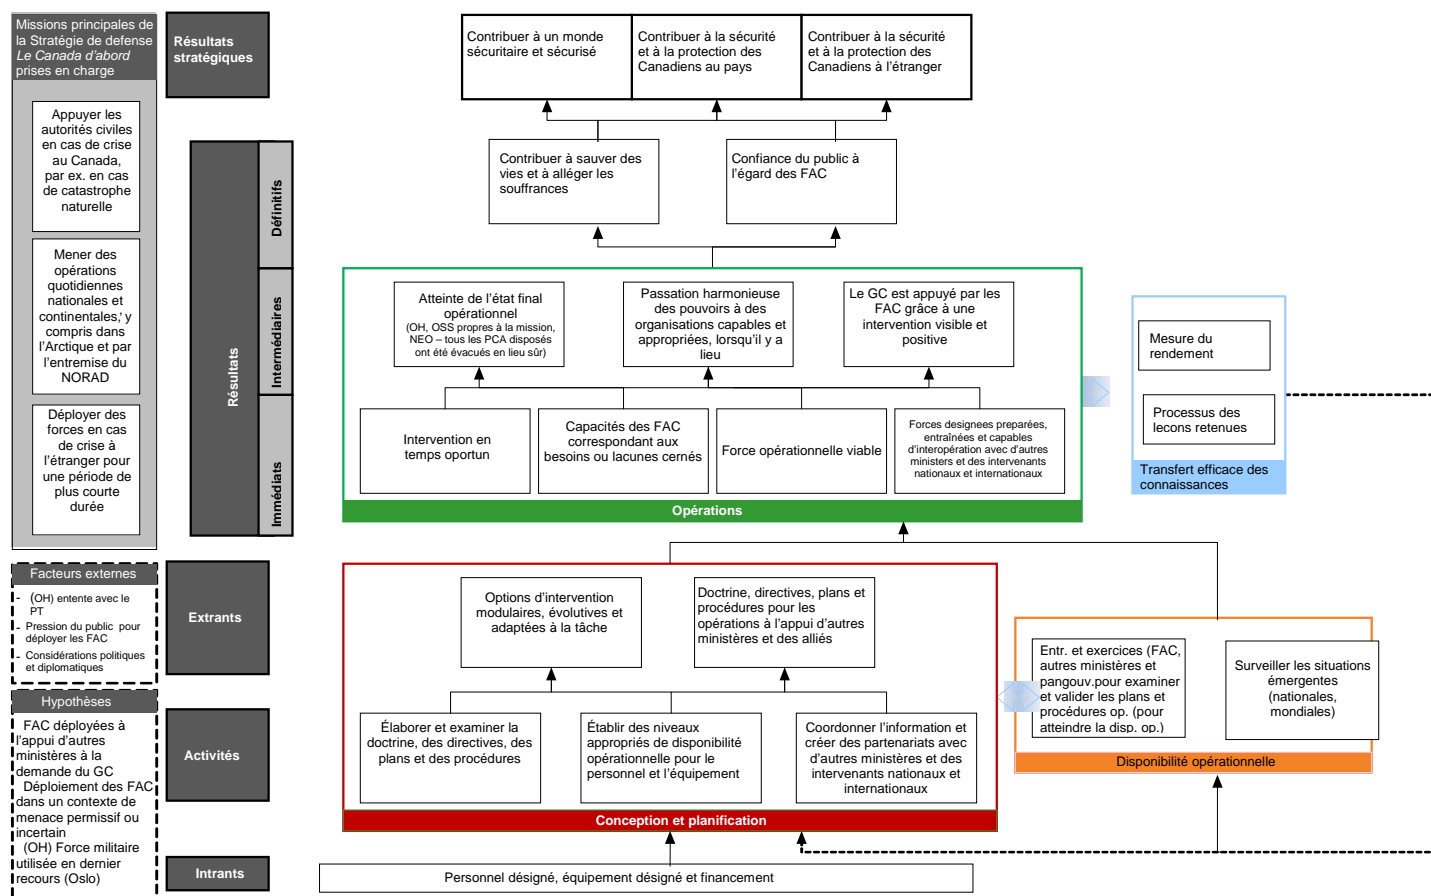 Missions principales de
la Stratégie de defense
Le Canada d'abord
prises en charge
Appuyer les
autorités civiles
en cas de crise
au Canada,
par ex. en cas
de catastrophe
naturelle
Mener des
opérations
quotidiennes
nationales et
continentales,' y
compris dans
l'Arctique et par
l'entremise du
NORAD
Déployer des
forces en cas
de crise à
l'étranger pour
une période de
plus courte
durée
Facteurs externes
- (OH) entente avec le
PT
- Pression du public pour
déployer les FAC
- Considérations politiques
et diplomatiques
Hypothèses
FAC déployées à
l'appui d'autres
ministères à la
demande du GC
Déploiement des FAC
dans un contexte de
menace permissif ou
incertain
(OH) Force militaire
utilisée en dernier
recours (Oslo)
Résultats
stratégiques
Résultats
Définitifs
Intermédiaires
Immédiats
Extrants
Activités
Intrants
Contribuer à un monde
sécuritaire et sécurisé
Contribuer à la sécurité
et à la protection des
Canadiens au pays
Contribuer à la sécurité
et à la protection des
Canadiens à l'étranger
Contribuer à sauver des
vies et à alléger les
souffrances
Confiance du public à
l'égard des FAC
Atteinte de l'état final
opérationnel
(OH, OSS propres à la mission,
NEO – tous les PCA disposés
ont été évacués en lieu sûr)
Passation harmonieuse
des pouvoirs à des
organisations capables et
appropriées, lorsqu'il y a
lieu
Le GC est appuyé par les
FAC grâce à une
intervention visible et
positive
Intervention en
temps oportun
Capacités des FAC
correspondant aux
besoins ou lacunes cernés
Force opérationnelle viable
Forces designees preparées,
entraînées et capables
d'interopération avec d'autres
ministers et des intervenants
nationaux et internationaux
Opérations
Mesure du
rendement
Processus des
lecons retenues
Transfert efficace des
connaissances
Options d'intervention
modulaires, évolutives et
adaptées à la tâche
Doctrine, directives, plans et
procédures pour les
opérations à l'appui d'autres
ministères et des alliés
Élaborer et examiner la
doctrine, des directives, des
plans et des procédures
Établir des niveaux
appropriés de disponibilité
opérationnelle pour le
personnel et l'équipement
Coordonner l'information et
créer des partenariats avec
d'autres ministères et des
intervenants nationaux et
internationaux
Conception et planification
Entr. et exercices (FAC,
autres ministères et
pangouv.pour examiner
et valider les plans et
procédures op. (pour
atteindre la disp. op.)
Surveiller les situations
émergentes
(nationales,
mondiales)
Disponibilité opérationnelle
Personnel désigné, équipement désigné et financement